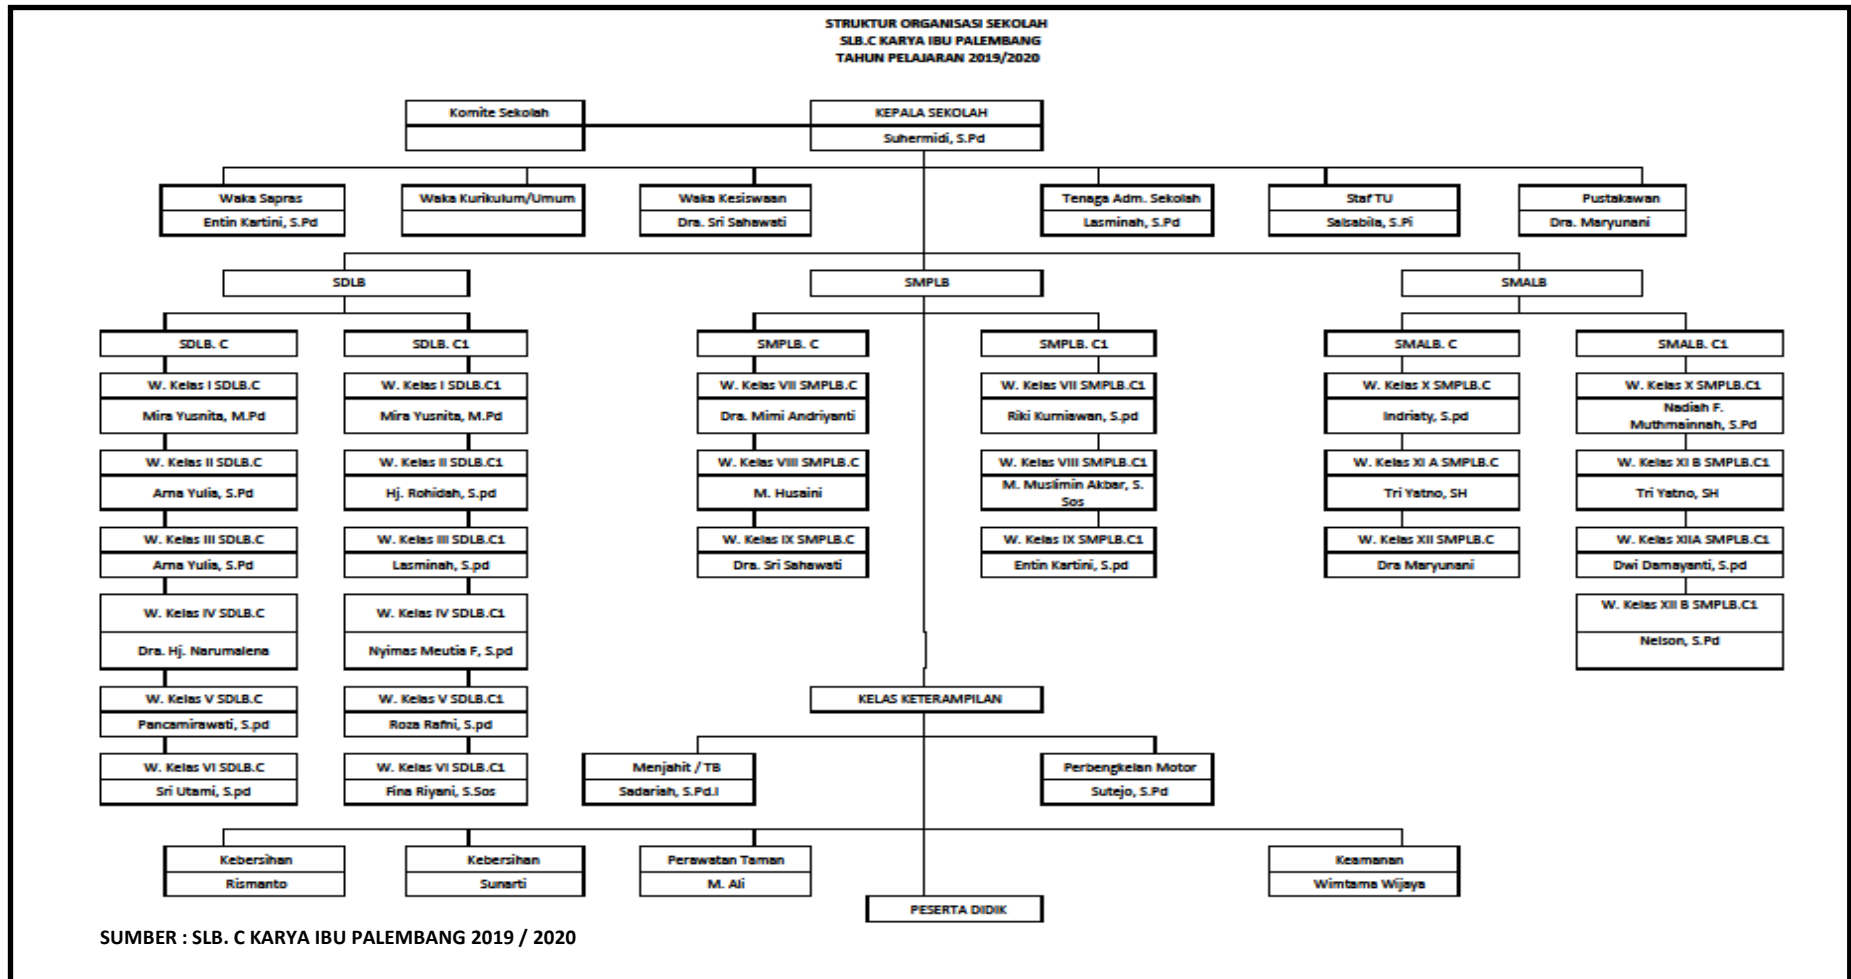 STRUKTUR ORGANISASI SEKOLAH
SLB.C KARYA IBU PALEMBANG
TAHUN PELAJARAN 2019/2020
Komite Sekolah
KEPALA SEKOLAH
Suhermidi, S.Pd
Waka Sapras
Entin Kartini, S.Pd
Waka Kurikulum/Umum
Waka Kesiswaan
Dra. Sri Sahawati
Tenaga Adm. Sekolah
Lasminah, S.Pd
Staf TU
Salsabila, S.Pi
Pustakawan
Dra. Maryunani
SDLB
SMPLB
SMALB
SDLB. C
W. Kelas I SDLB.C
Mira Yusnita, M.Pd
W. Kelas II SDLB.C
Ama Yulia, S.Pd
W. Kelas III SDLB.C
Ama Yulia, S.Pd
W. Kelas IV SDLB.C
Dra. Hj. Narumalena
W. Kelas V SDLB.C
Pancamirawati, S.pd
W. Kelas VI SDLB.C
Sri Utami, S.pd
SDLB. C1
W. Kelas I SDLB.C1
Mira Yusnita, M.Pd
W. Kelas II SDLB.C1
Hj. Rohidah, S.pd
W. Kelas III SDLB.C1
Lasminah, S.pd
W. Kelas IV SDLB.C1
Nyimas Meutia F, S.pd
W. Kelas V SDLB.C1
Roza Rafni, S.pd
W. Kelas VI SDLB.C1
Fina Riyani, S.Sos
SMPLB. C
W. Kelas VII SMPLB.C
Dra. Mimi Andriyanti
W. Kelas VIII SMPLB.C
M. Husaini
W. Kelas IX SMPLB.C
Dra. Sri Sahawati
SMPLB. C1
W. Kelas VII SMPLB.C1
Riki Kurniawan, S.pd
W. Kelas VIII SMPLB.C1
M. Muslimin Akbar, S.
Sos
W. Kelas IX SMPLB.C1
Entin Kartini, S.pd
SMALB. C
W. Kelas X SMPLB.C
Indriaty, S.pd
W. Kelas XI A SMPLB.C
Tri Yatno, SH
W. Kelas XII SMPLB.C
Dra Maryunani
SMALB. C1
W. Kelas X SMPLB.C1
Nadiah F.
Muthmainnah, S.Pd
W. Kelas XI B SMPLB.C1
Tri Yatno, SH
W. Kelas XIIA SMPLB.C1
Dwi Damayanti, S.pd
W. Kelas XII B SMPLB.C1
Nelson, S.Pd
KELAS KETERAMPILAN
Menjahit / TB
Sadariah, S.Pd.I
Perbengkelan Motor
Sutejo, S.Pd
Kebersihan
Rismanto
Kebersihan
Sunarti
Perawatan Taman
M. Ali
Keamanan
Wimtama Wijaya
PESERTA DIDIK
SUMBER : SLB. C KARYA IBU PALEMBANG 2019 / 2020